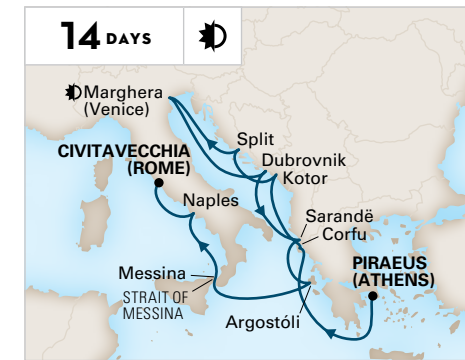 14 DAYS
Marghera
(Venice)
CIVITAVECCHIA
(ROME)
Split
Dubrovnik
Kotor
Naples
Sarandë
Corfu
PIRAEUS
(ATHENS)
Messina
STRAIT OF
MESSINA
Argostóli